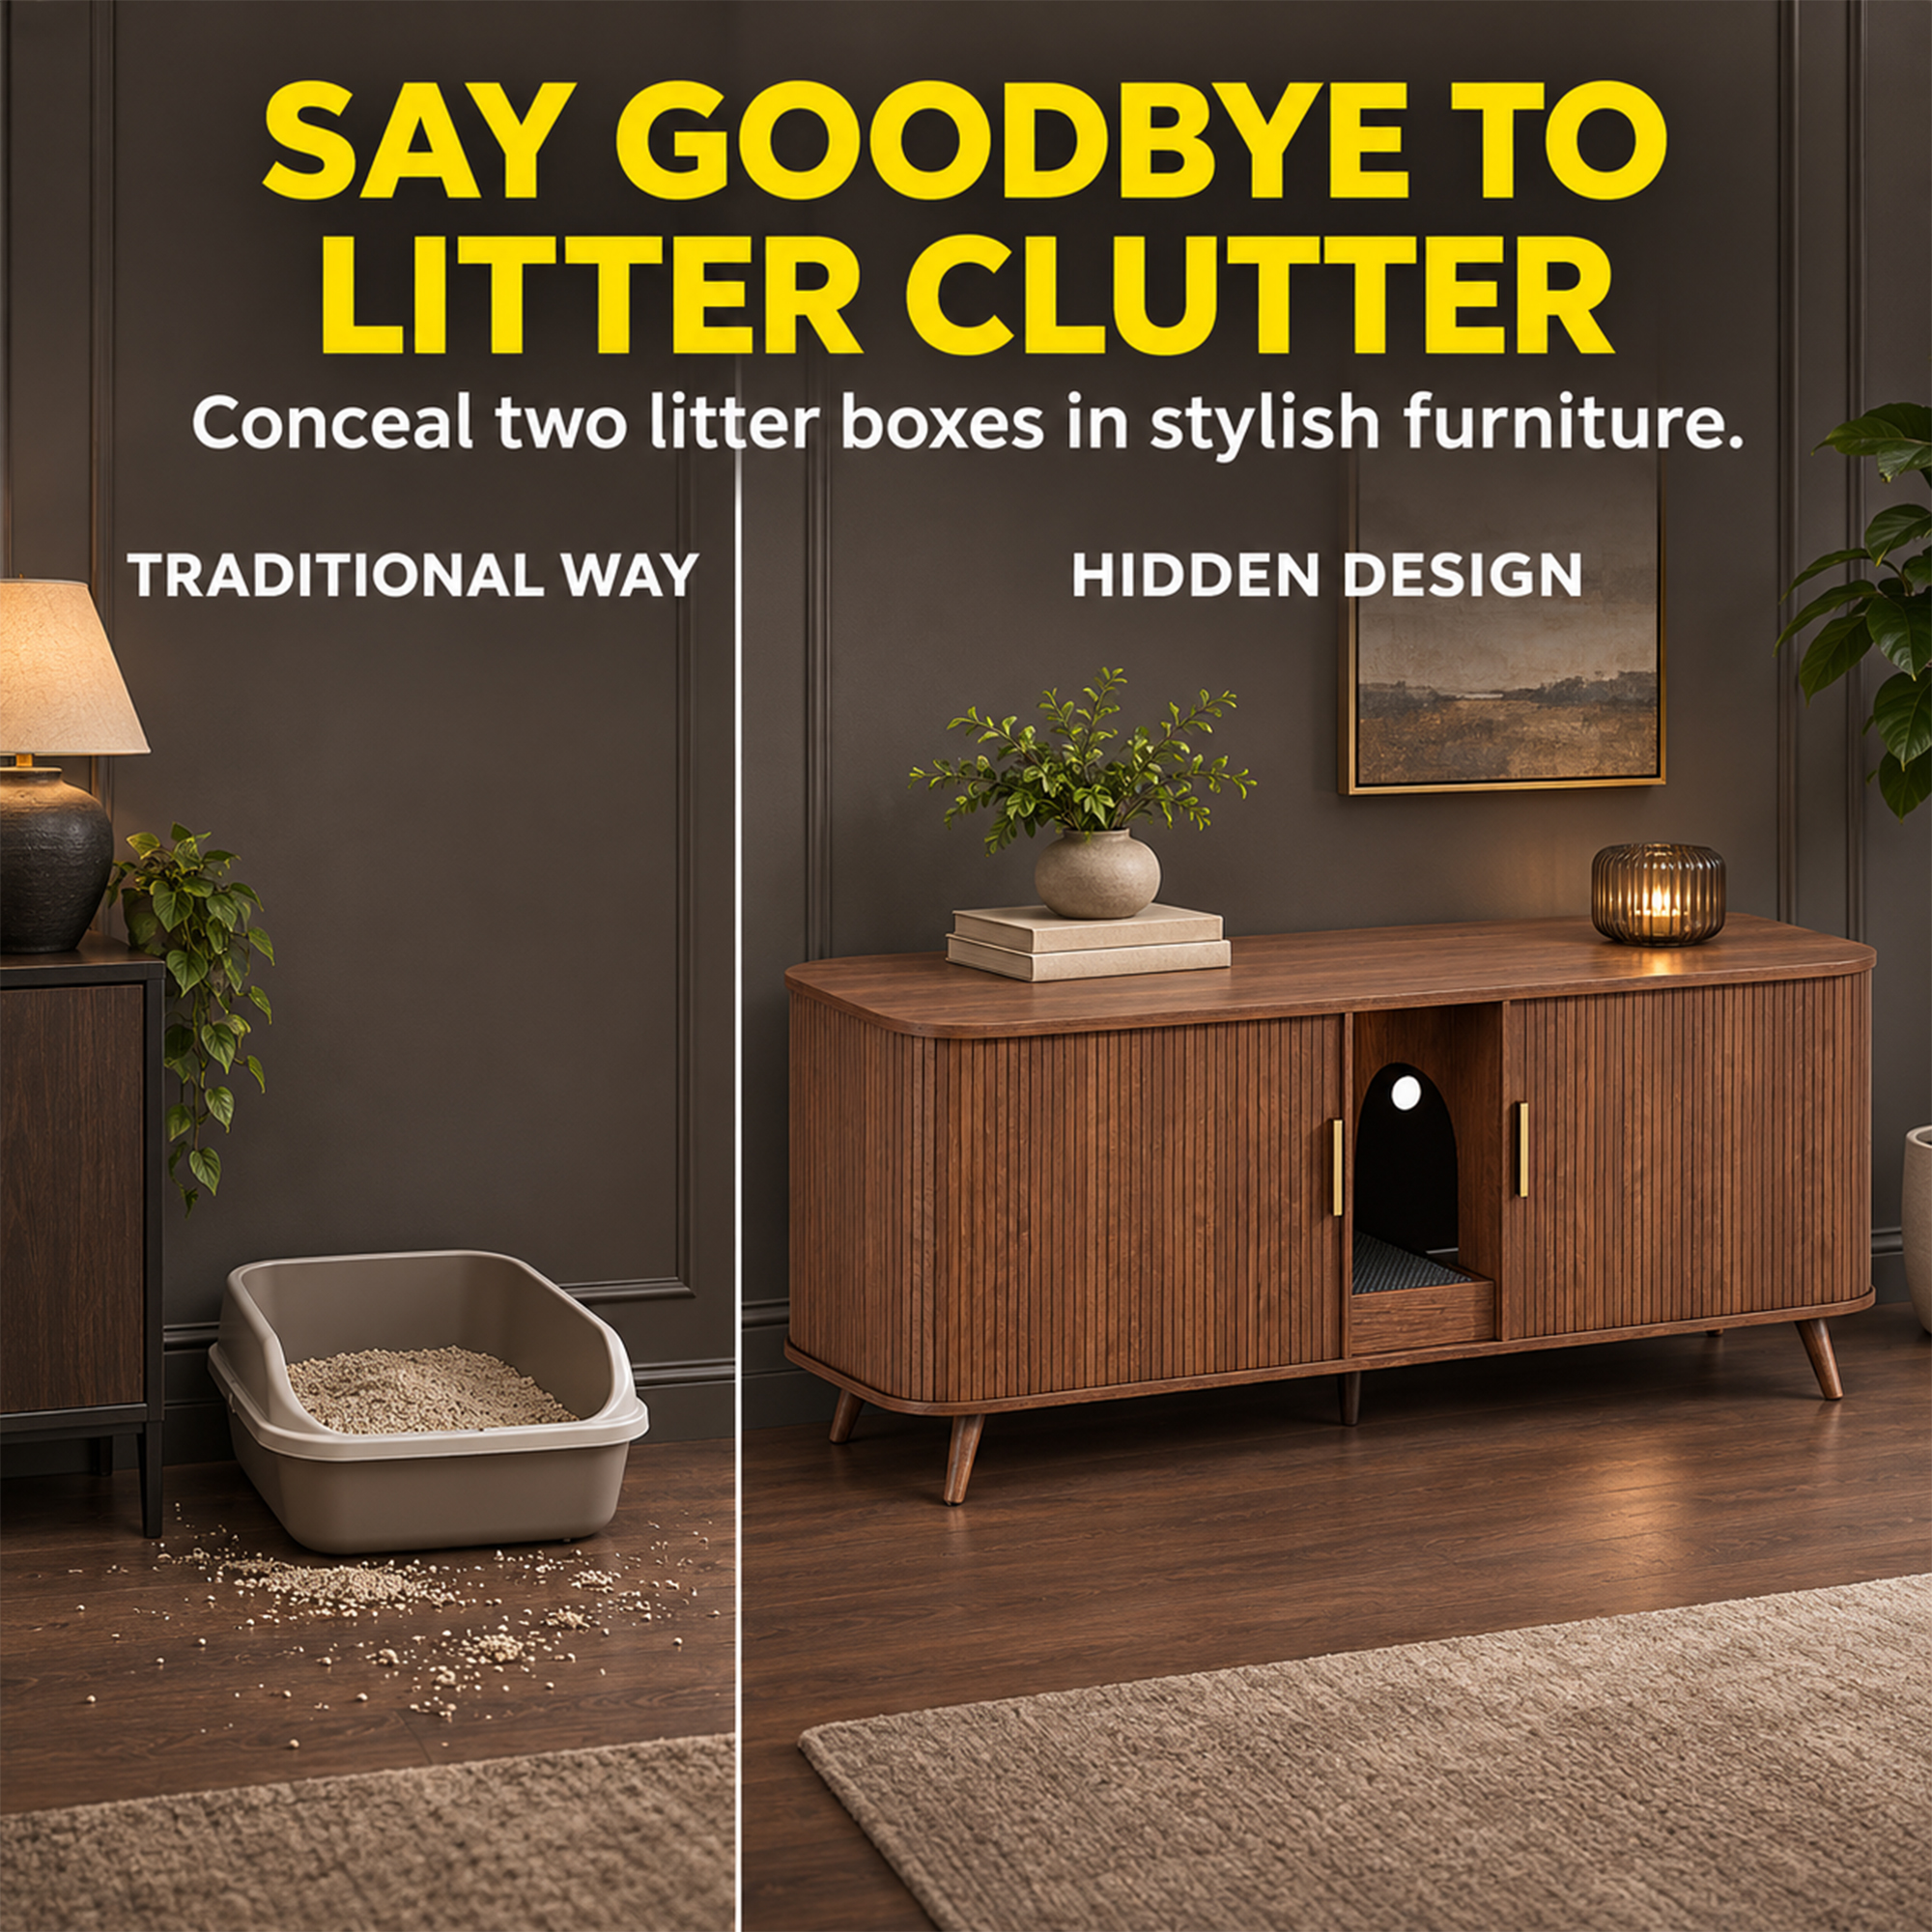 SAY GOODBYE TO
LITTER CLUTTER
Conceal two litter boxes in stylish furniture.
TRADITIONAL WAY
HIDDEN DESIGN